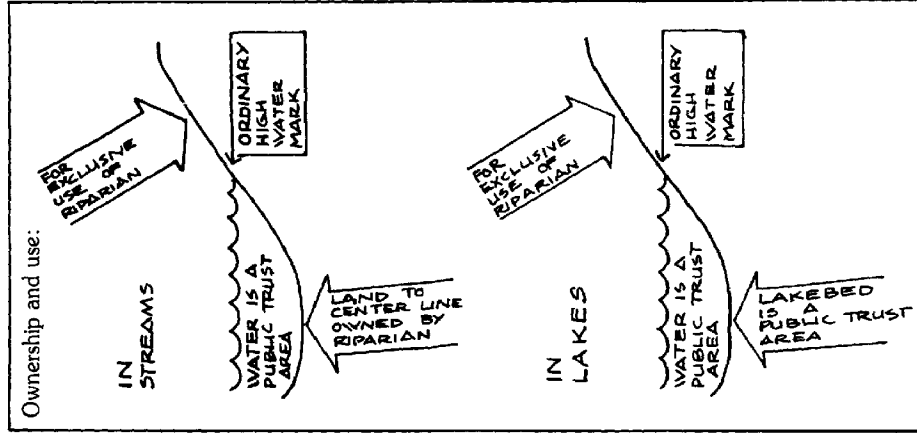 Ownership and use:
IN
STREAMS
FOR
EXCLUSIVE
USE OF
RIPARIAN
ORDINARY
HIGH
WATER
MARK
WATER IS A
PUBLIC TRUST
AREA
LAND TO
CENTER LINE
OWNED BY
RIPARIAN
IN
LAKES
FOR
EXCLUSIVE
USE OF
RIPARIAN
ORDINARY
HIGH
WATER
MARK
WATER IS A
PUBLIC TRUST
AREA
LAKEBED
IS A
PUBLIC TRUST
AREA